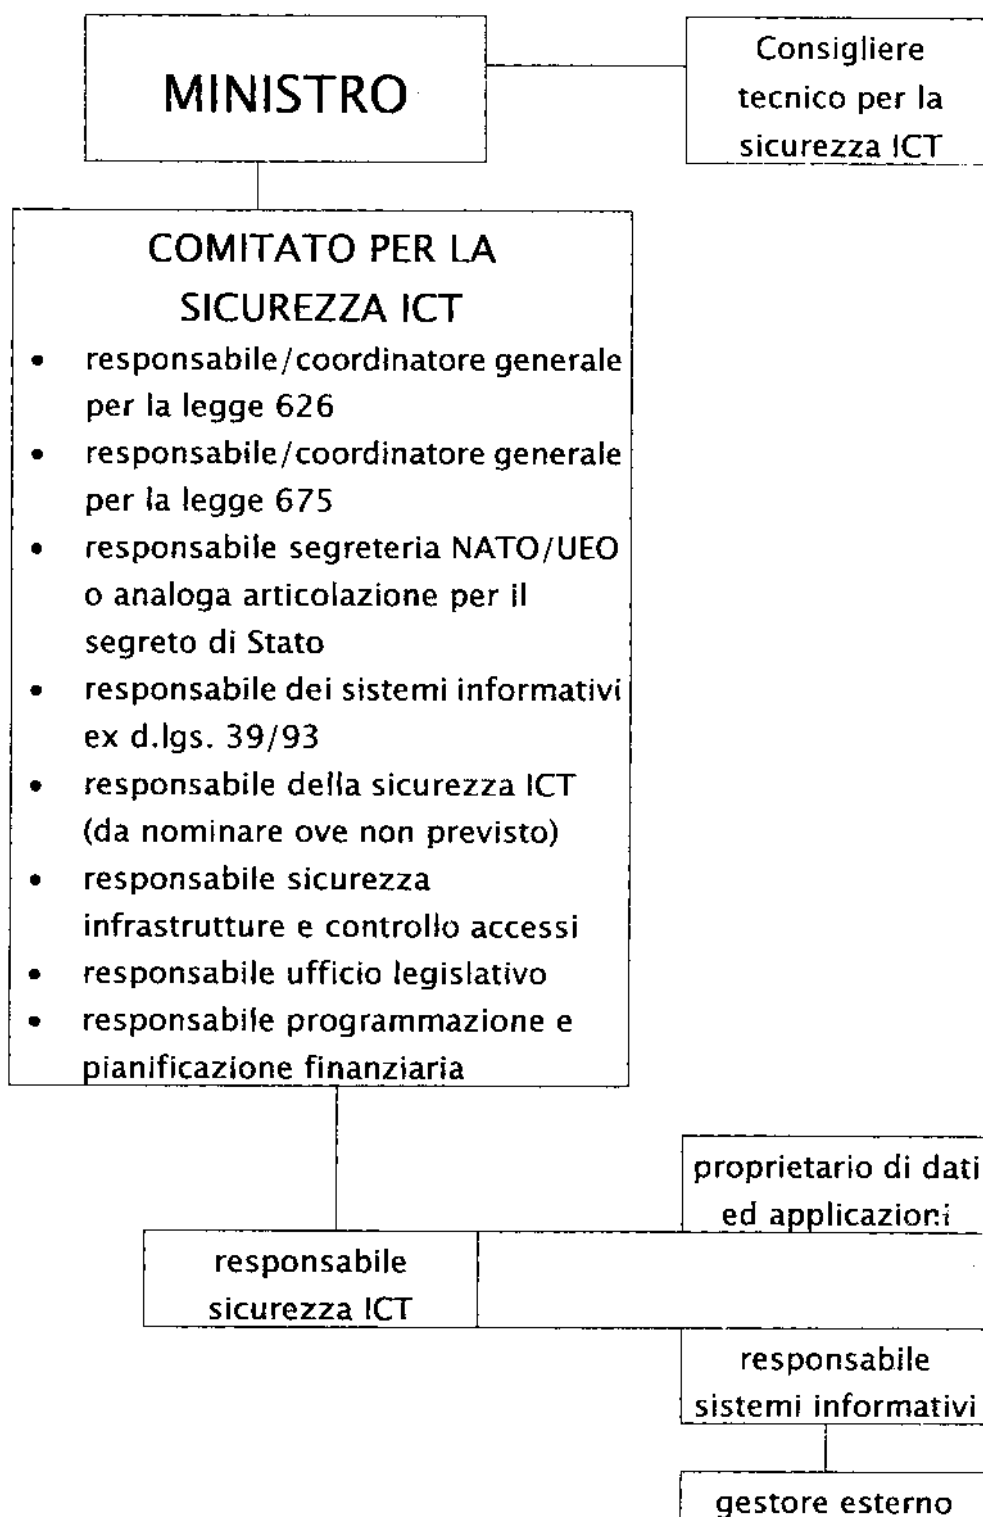 MINISTRO
Consigliere
tecnico per la
sicurezza ICT
COMITATO PER LA
SICUREZZA ICT
• responsabile/coordinatore generale
per la legge 626
• responsabile/coordinatore generale
per la legge 675
• responsabile segreteria NATO/UEO
o analoga articolazione per il
segreto di Stato
• responsabile dei sistemi informativi
ex d.lgs. 39/93
• responsabile della sicurezza ICT
(da nominare ove non previsto)
• responsabile sicurezza
infrastrutture e controllo accessi
• responsabile ufficio legislativo
• responsabile programmazione e
pianificazione finanziaria
proprietario di dati
ed applicazioni
responsabile
sicurezza ICT
responsabile
sistemi informativi
gestore esterno